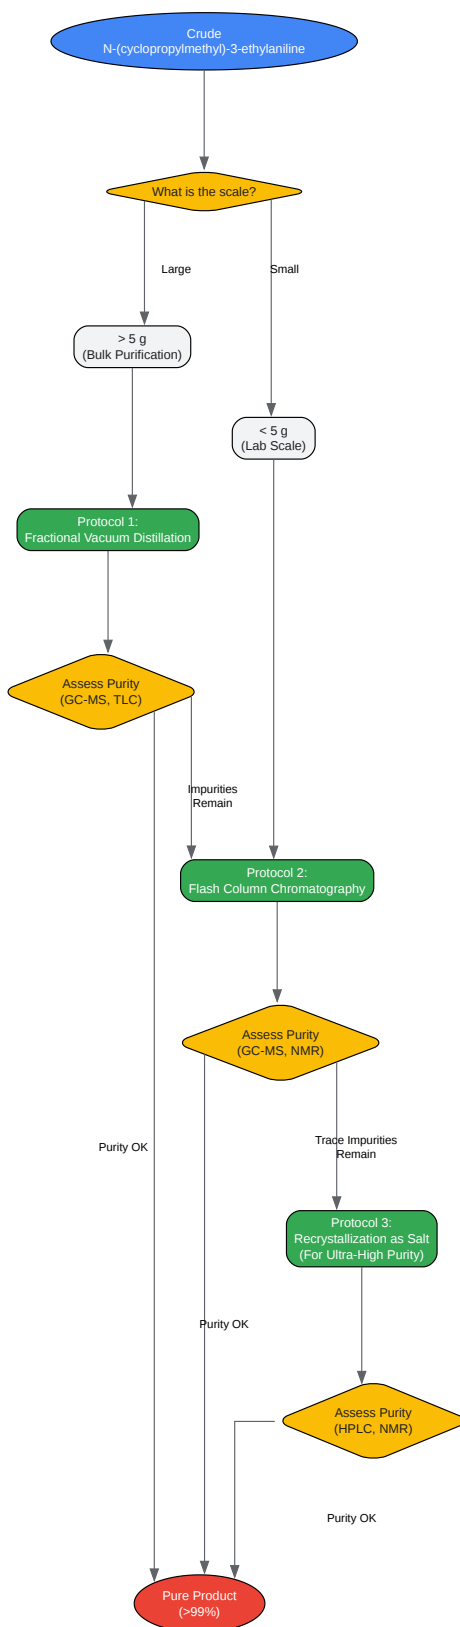 Crude
N-(cyclopropylmethyl)-3-ethylaniline
What is the scale?
Large
Small
> 5 g
(Bulk Purification)
< 5 g
(Lab Scale)
Protocol 1:
Fractional Vacuum Distillation
Assess Purity
(GC-MS, TLC)
Impurities
Remain
Protocol 2:
Flash Column Chromatography
Assess Purity
(GC-MS, NMR)
Purity OK
Trace Impurities
Remain
Protocol 3:
Recrystallization as Salt
(For Ultra-High Purity)
Purity OK
Assess Purity
(HPLC, NMR)
Purity OK
Pure Product
(>99%)